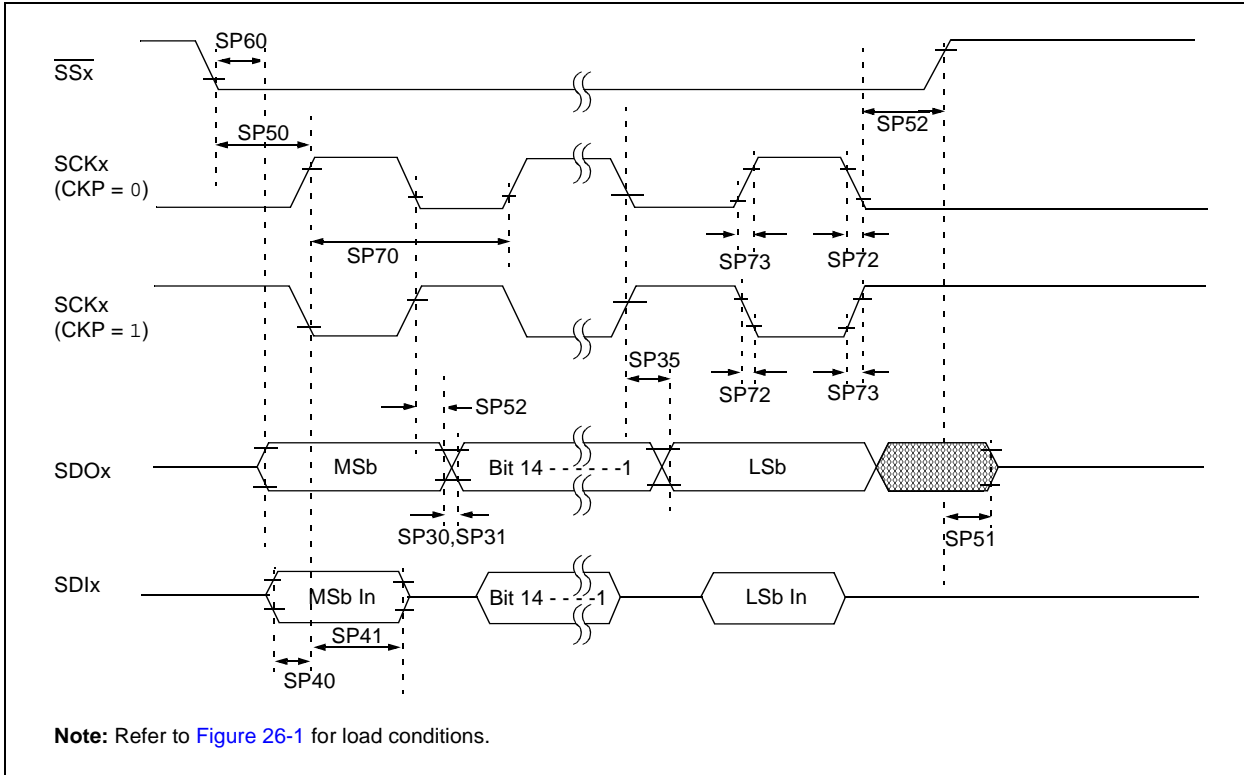 SP60
SSx
SP50
SP52
SCKx
(CKP = 0)
SP70
SP73
SP72
SCKx
(CKP = 1)
SP35
SP72
SP73
SP52
SDOx
MSb
Bit 14 - - - - - -1
LSb
SP30,SP31
SP51
SDIx
MSb In
Bit 14 - - - -1
LSb In
SP41
SP40
Note: Refer to Figure 26-1 for load conditions.